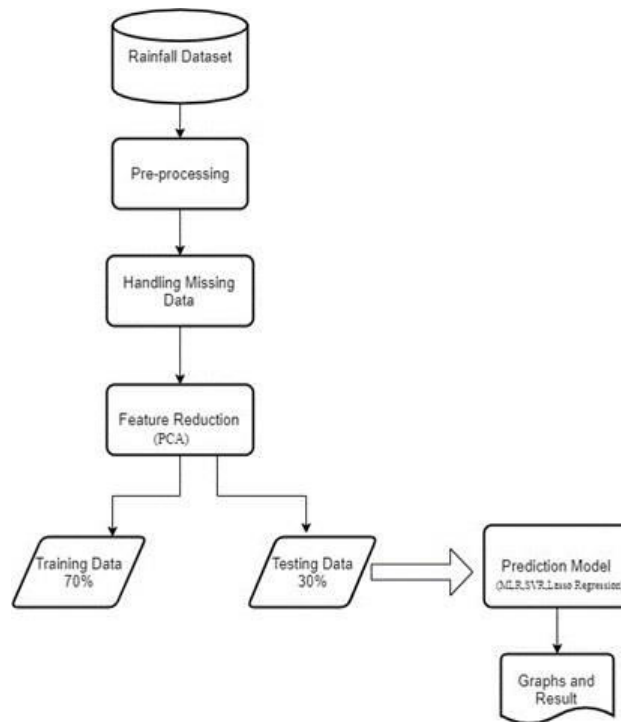 Rainfall Dataset
Pre-processing
Handling Missing
Data
Feature Reduction
(PCA)
Training Data
70%
Testing Data
30%
Prediction Model
(MLR,SVR,Lasso Regression)
Graphs and
Result